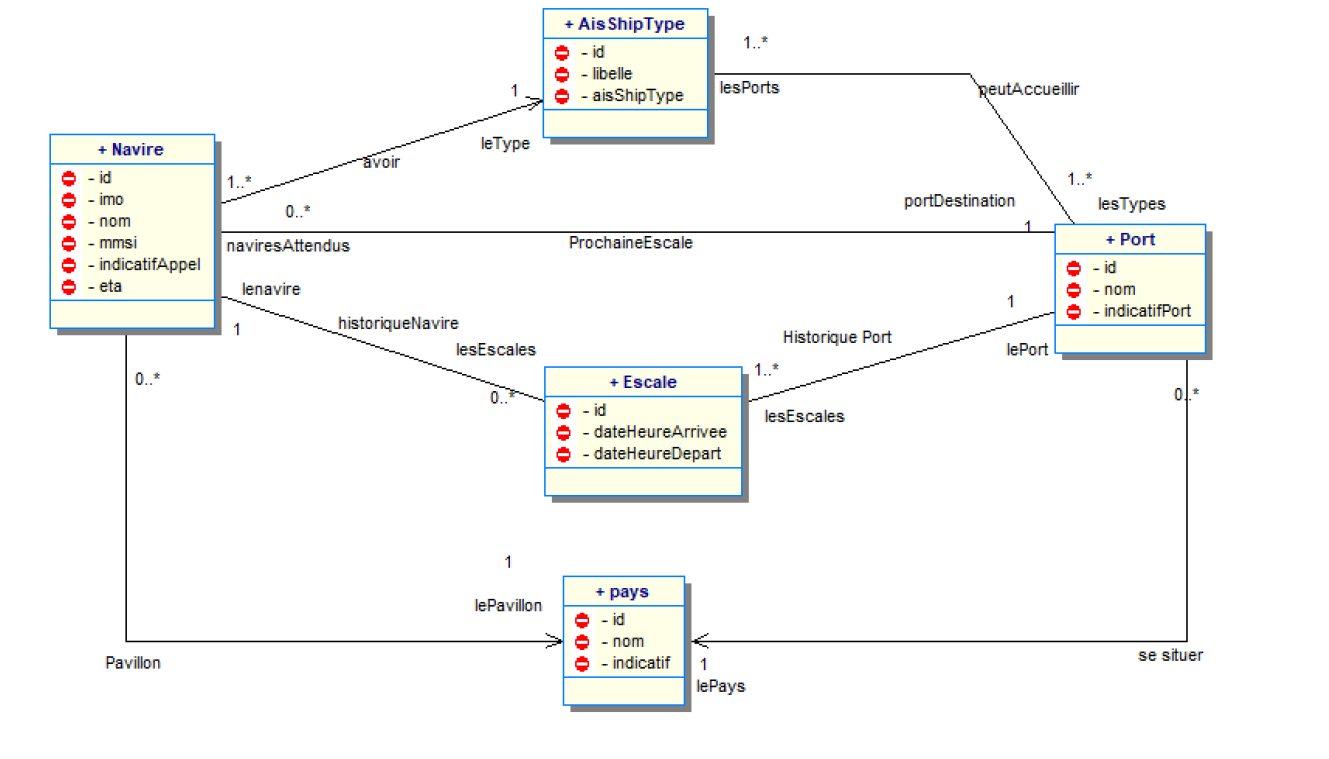 + AisShipType
- id
- libelle
- aisShipType
1..*
lesPorts
peutAccueillir
1
leType
avoir
+ Navire
- id
- imo
- nom
- mmsi
- indicatifAppel
- eta
1..*
0..*
naviresAttendus
ProchaineEscale
portDestination
1
1..*
lesTypes
+ Port
- id
- nom
- indicatifPort
lenavire
1
historiqueNavire
lesEscales
0..*
Historique Port
1
lePort
1..*
lesEscales
+ Escale
- id
- dateHeureArrivee
- dateHeureDepart
0..*
0..*
1
lePavillon
+ pays
- id
- nom
- indicatif
Pavillon
1
lePays
se situer